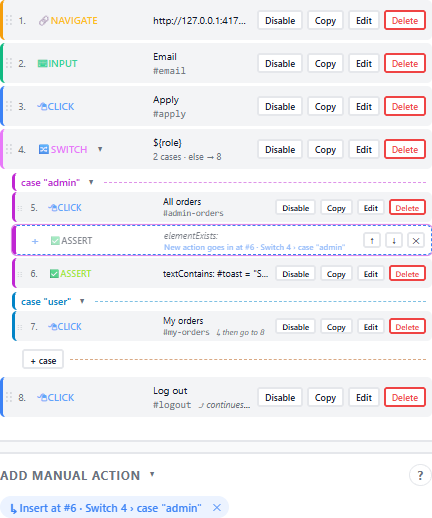 1. NAVIGATE http://127.0.0.1:417... Disable Copy Edit Delete
2. INPUT Email Disable Copy Edit Delete
#email
3. CLICK Apply Disable Copy Edit Delete
#apply
4. SWITCH ▼ ${role} Disable Copy Edit Delete
2 cases · else → 8
case "admin" ▼
5. CLICK All orders Disable Copy Edit Delete
#admin-orders
+ ASSERT elementExists: ↑ ↓ ×
New action goes in at #6 · Switch 4 › case "admin"
6. ASSERT textContains: #toast = "S... Disable Copy Edit Delete
case "user" ▼
7. CLICK My orders Disable Copy Edit Delete
#my-orders ↳ then go to 8
+ case
8. CLICK Log out Disable Copy Edit Delete
#logout ⤾ continues...
ADD MANUAL ACTION ▼ ?
↳ Insert at #6 · Switch 4 › case "admin" ×